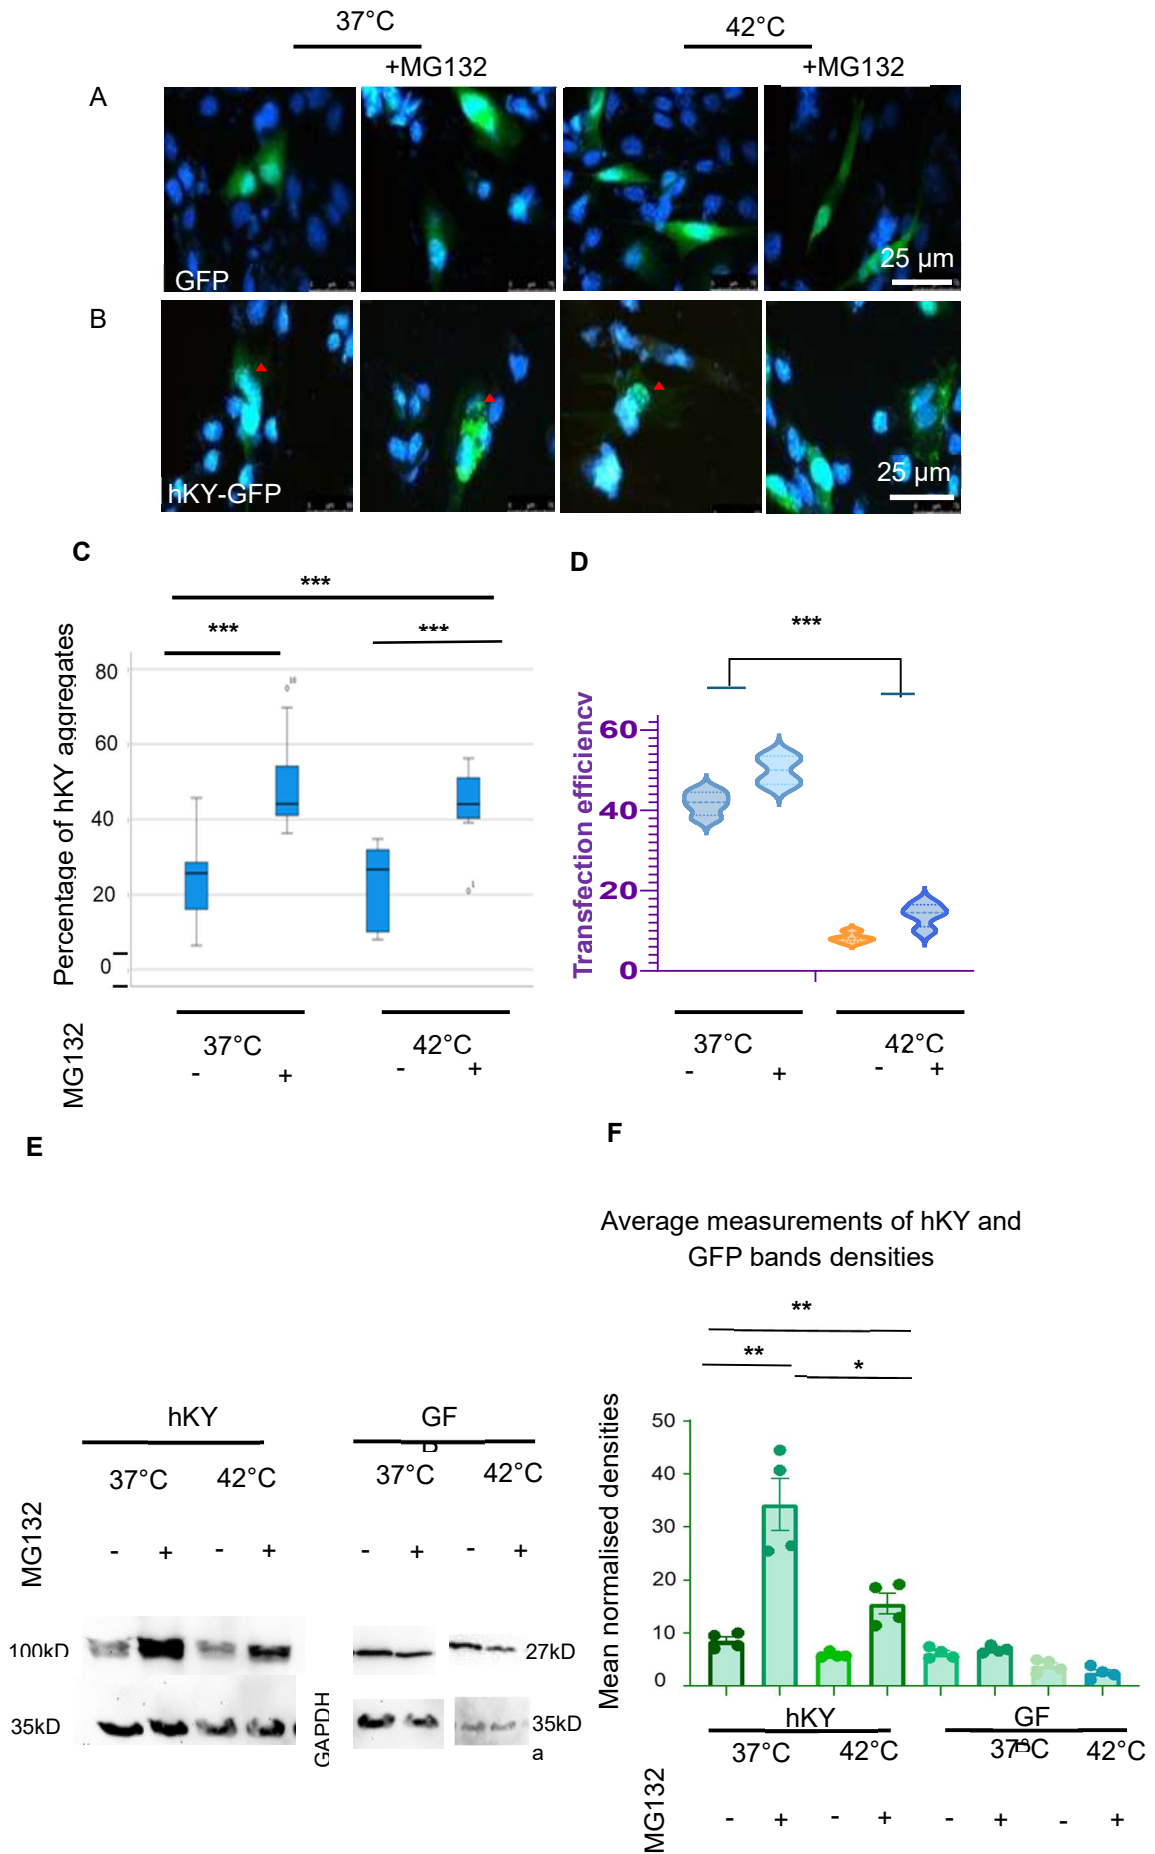 37°C
42°C
+MG132
+MG132
A
GFP
25 µm
B
hKY-GFP
25 µm
C
D
***
***
***
***
Percentage of hKY aggregates
80
60
40
20
0
Transfection efficiency
60
40
20
0
37°C
42°C
37°C
42°C
MG132
-
+
-
+
-
+
-
+
E
F
Average measurements of hKY and
GFP bands densities
**
**
*
hKY
GF
P
37°C
42°C
37°C
42°C
MG132
-
+
-
+
-
+
-
+
100kD
27kD
35kD
GAPDH
35kD
a
Mean normalised densities
50
40
30
20
10
0
hKY
GF
P
37°C
42°C
37°C
42°C
MG132
-
+
-
+
-
+
-
+